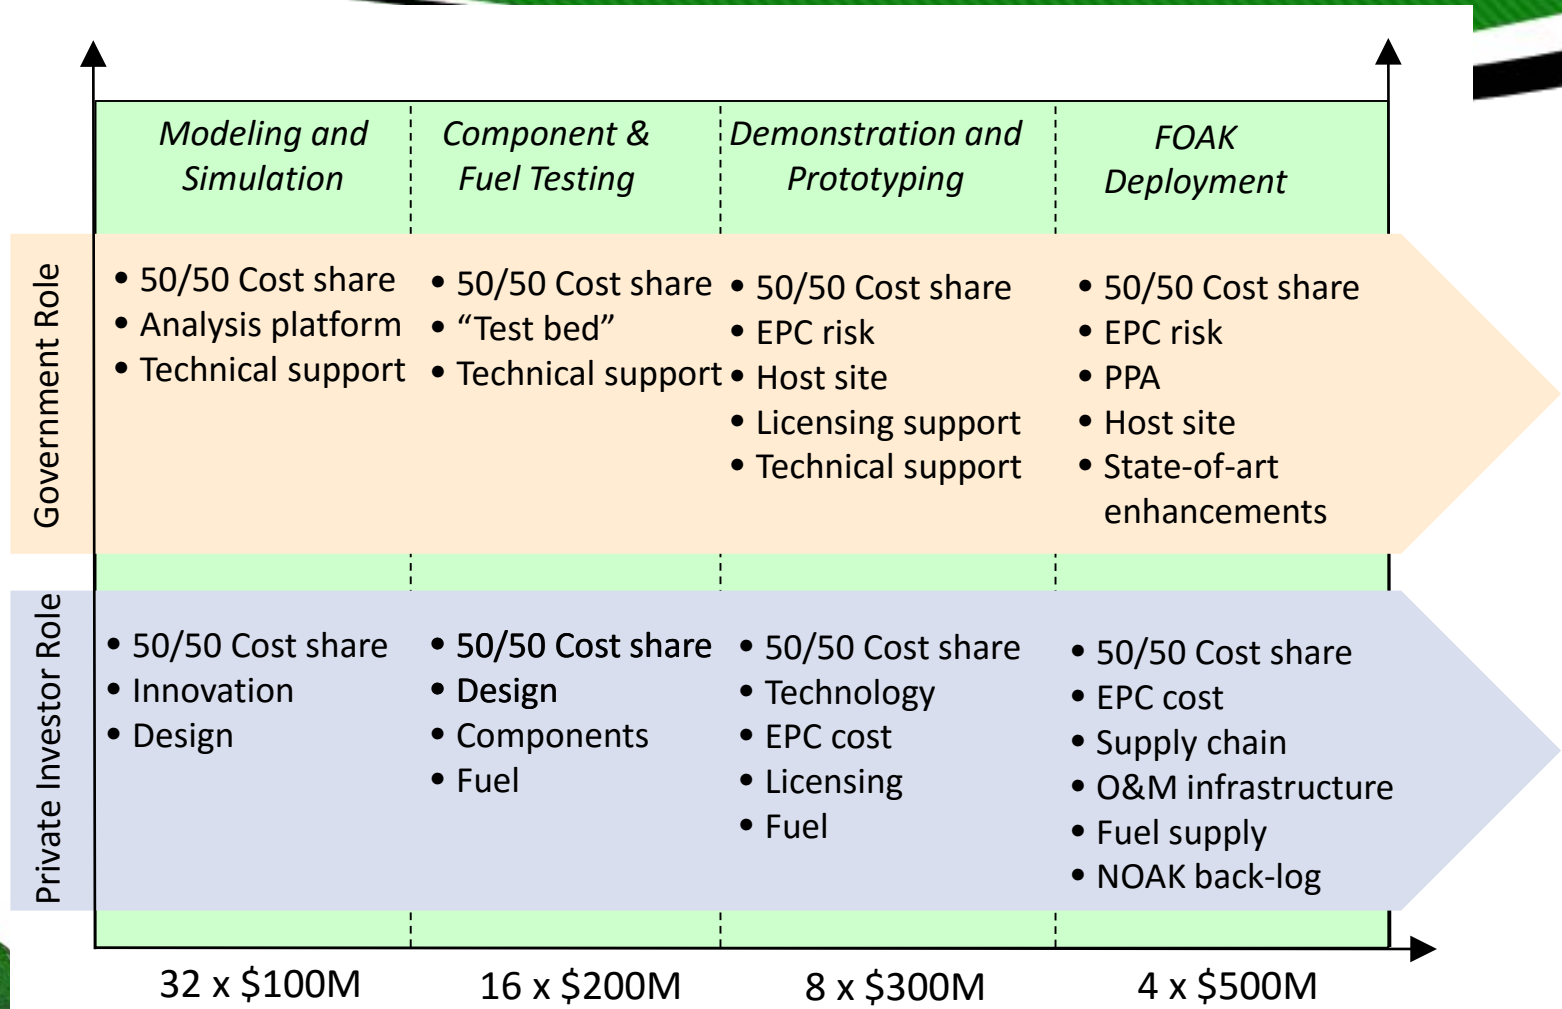 Modeling and
Simulation
Component &
Fuel Testing
Demonstration and
Prototyping
FOAK
Deployment
Government Role
• 50/50 Cost share
• Analysis platform
• Technical support
• 50/50 Cost share
• “Test bed”
• Technical support
• 50/50 Cost share
• EPC risk
• Host site
• Licensing support
• Technical support
• 50/50 Cost share
• EPC risk
• PPA
• Host site
• State-of-art
enhancements
Private Investor Role
• 50/50 Cost share
• Innovation
• Design
• 50/50 Cost share
• Design
• Components
• Fuel
• 50/50 Cost share
• Technology
• EPC cost
• Licensing
• Fuel
• 50/50 Cost share
• EPC cost
• Supply chain
• O&M infrastructure
• Fuel supply
• NOAK back-log
32 x $100M
16 x $200M
8 x $300M
4 x $500M